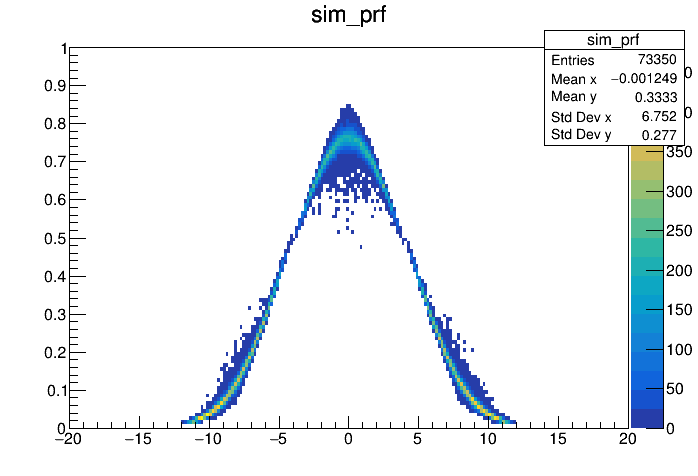 sim_prf
sim_prf
Entries 73350
Mean x −0.001249
Mean y 0.3333
Std Dev x 6.752
Std Dev y 0.277
1
0.9
0.8
0.7
0.6
0.5
0.4
0.3
0.2
0.1
0
−20 −15 −10 −5 0 5 10 15 20
0
0
350
300
250
200
150
100
50
0